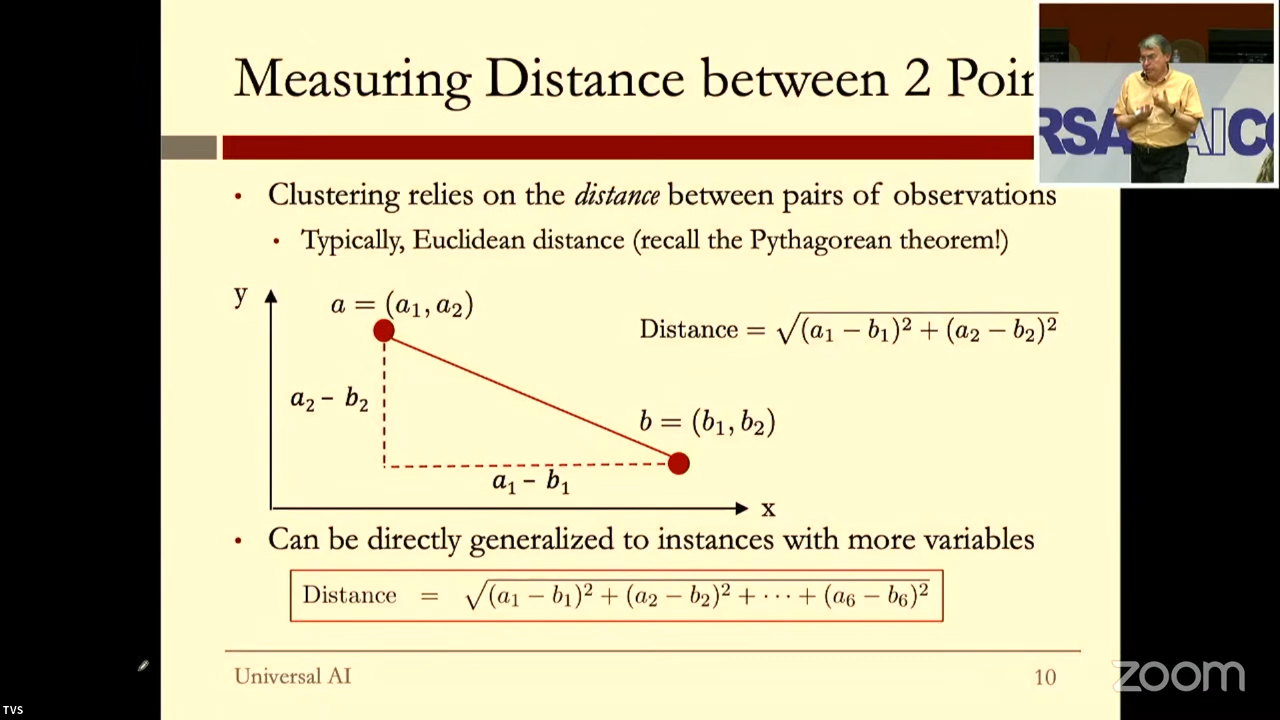 Measuring Distance between 2 Poin
RSA AI CO
• Clustering relies on the distance between pairs of observations
• Typically, Euclidean distance (recall the Pythagorean theorem!)
y
a = (a₁, a₂)
Distance = √((a₁ − b₁)² + (a₂ − b₂)²)
a₂ − b₂
b = (b₁, b₂)
a₁ − b₁
x
• Can be directly generalized to instances with more variables
Distance = √((a₁ − b₁)² + (a₂ − b₂)² + ⋯ + (a₆ − b₆)²)
Universal AI
10
zoom
TVS